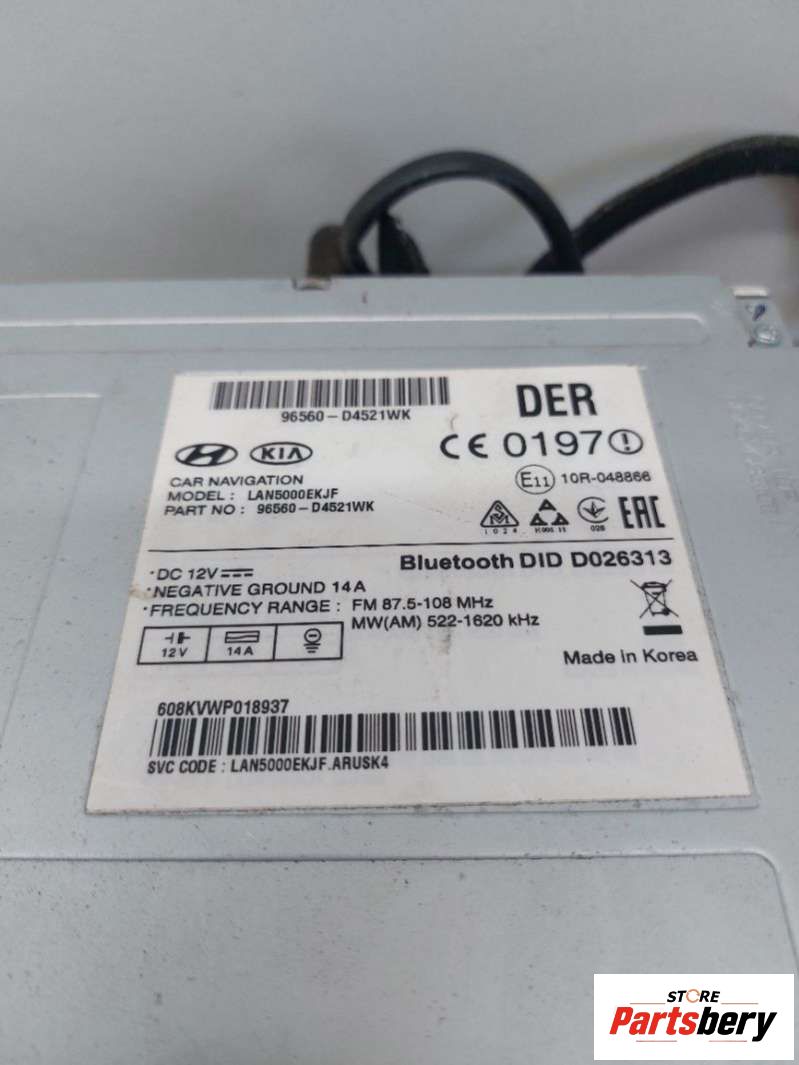 96560-D4521WK
DER
CE 0197
KIA
CAR NAVIGATION
MODEL : LAN5000EKJF
PART NO : 96560-D4521WK
E11 10R-048866
1024
026
EAC
Bluetooth DID D026313
·DC 12V
·NEGATIVE GROUND 14A
·FREQUENCY RANGE : FM 87.5-108 MHz
MW(AM) 522-1620 kHz
12V
14A
Made in Korea
608KVWP018937
SVC CODE : LAN5000EKJF.ARUSK4
STORE
Partsbery